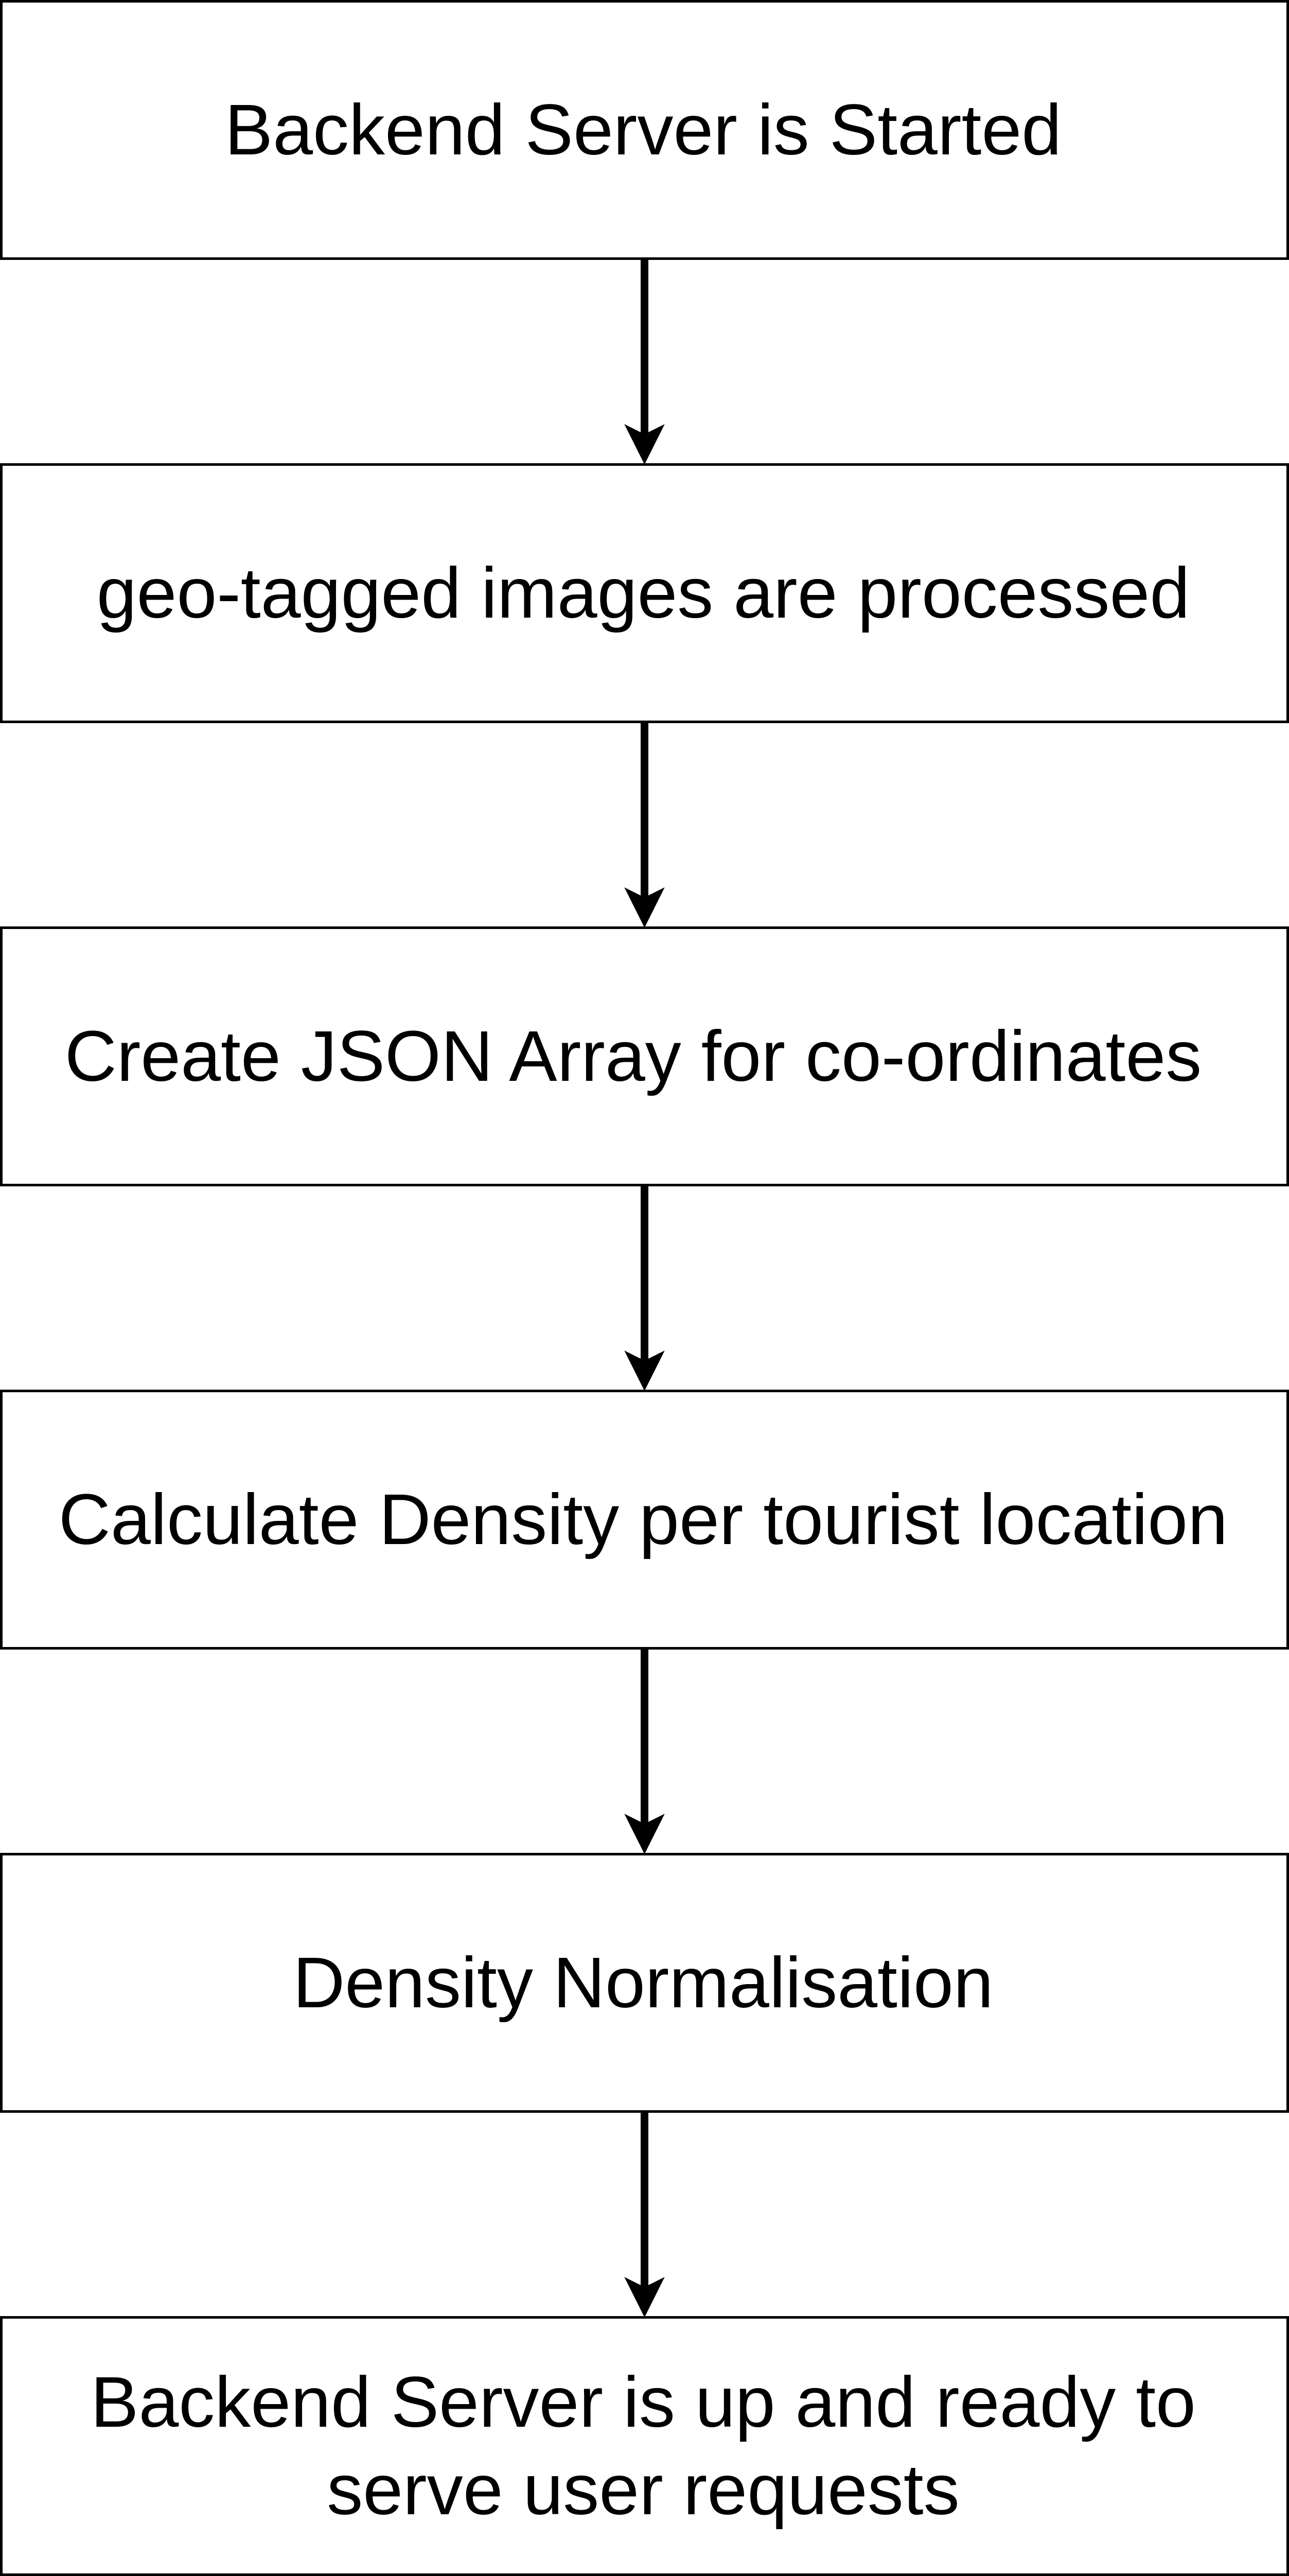 Backend Server is Started
geo-tagged images are processed
Create JSON Array for co-ordinates
Calculate Density per tourist location
Density Normalisation
Backend Server is up and ready to
serve user requests